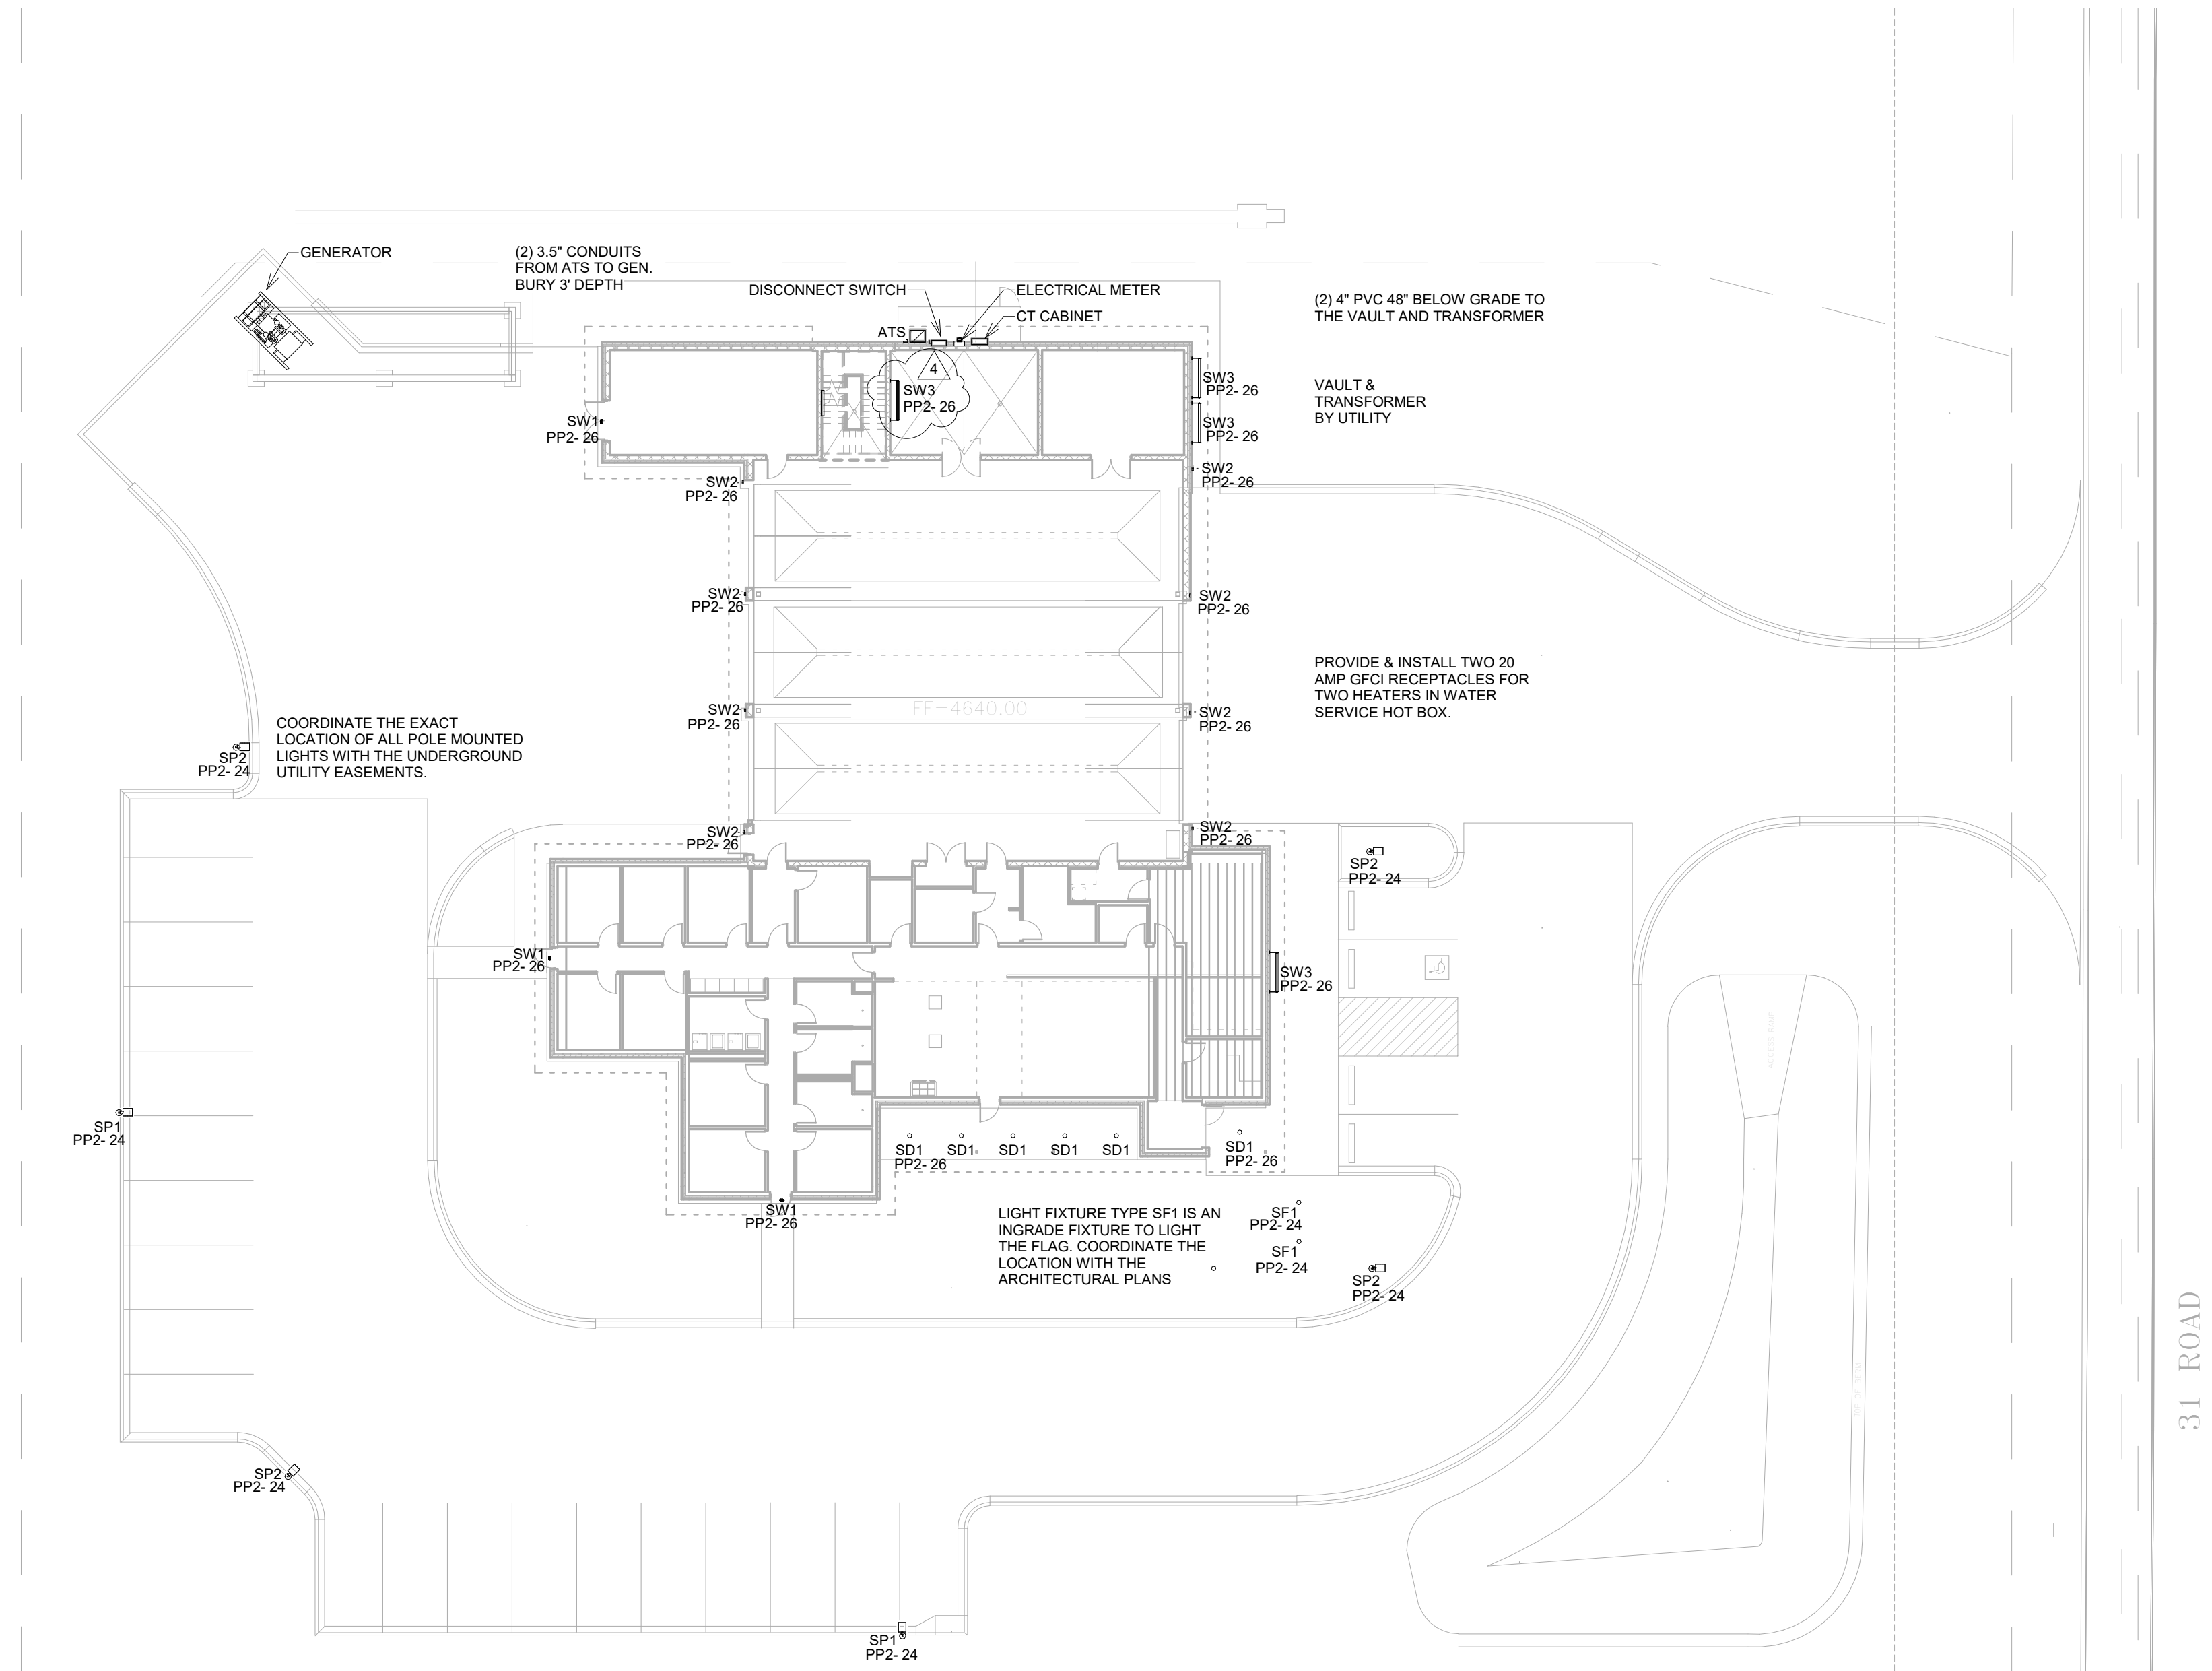 GENERATOR
(2) 3.5" CONDUITS
FROM ATS TO GEN.
BURY 3' DEPTH
DISCONNECT SWITCH
ELECTRICAL METER
CT CABINET
ATS
(2) 4" PVC 48" BELOW GRADE TO
THE VAULT AND TRANSFORMER
4
SW3
PP2- 26
SW3
PP2- 26
SW3
PP2- 26
VAULT &
TRANSFORMER
BY UTILITY
SW1
PP2- 26
SW2
PP2- 26
SW2
PP2- 26
SW2
PP2- 26
SW2
PP2- 26
PROVIDE & INSTALL TWO 20
AMP GFCI RECEPTACLES FOR
TWO HEATERS IN WATER
SERVICE HOT BOX.
SW2
PP2- 26
FF=4640.00
SW2
PP2- 26
COORDINATE THE EXACT
LOCATION OF ALL POLE MOUNTED
LIGHTS WITH THE UNDERGROUND
UTILITY EASEMENTS.
SP2
PP2- 24
SW2
PP2- 26
SW2
PP2- 26
SP2
PP2- 24
SW1
PP2- 26
SW3
PP2- 26
ACCESS RAMP
SP1
PP2- 24
SD1
PP2- 26
SD1
SD1
SD1
SD1
SD1
PP2- 26
SW1
PP2- 26
LIGHT FIXTURE TYPE SF1 IS AN
INGRADE FIXTURE TO LIGHT
THE FLAG. COORDINATE THE
LOCATION WITH THE
ARCHITECTURAL PLANS
SF1
PP2- 24
SF1
PP2- 24
SP2
PP2- 24
31 ROAD
SP2
PP2- 24
SP1
PP2- 24